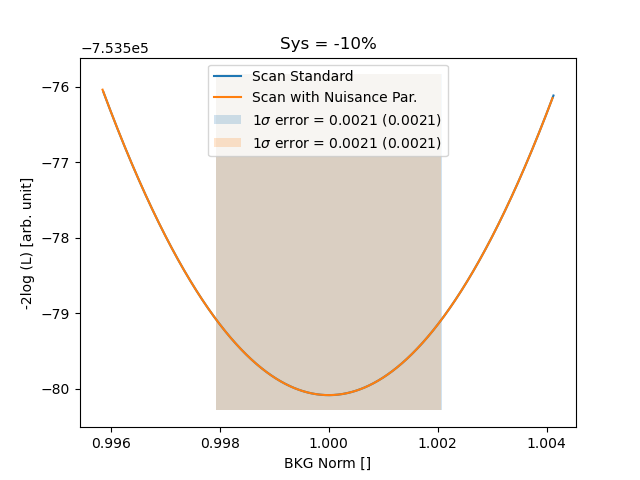 Sys = -10%
−7.535e5
Scan Standard
Scan with Nuisance Par.
1σ error = 0.0021 (0.0021)
1σ error = 0.0021 (0.0021)
−76
−77
−78
−79
−80
-2log (L) [arb. unit]
0.996 0.998 1.000 1.002 1.004
BKG Norm []